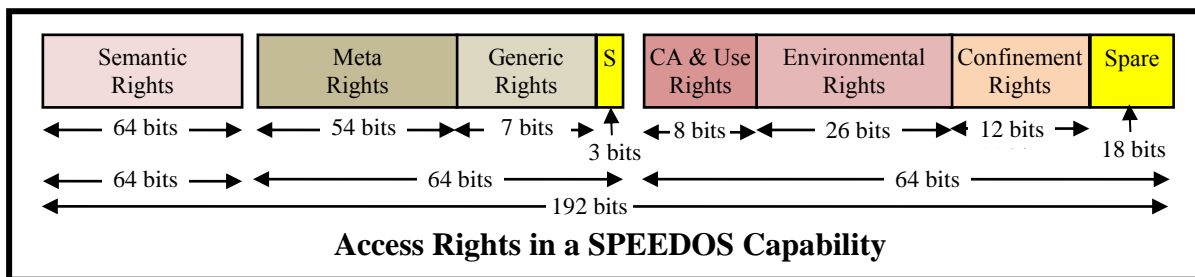 Semantic Rights
Meta Rights
Generic Rights
S
CA & Use Rights
Environmental Rights
Confinement Rights
Spare
64 bits
54 bits
7 bits
3 bits
8 bits
26 bits
12 bits
18 bits
64 bits
64 bits
64 bits
192 bits
Access Rights in a SPEEDOS Capability